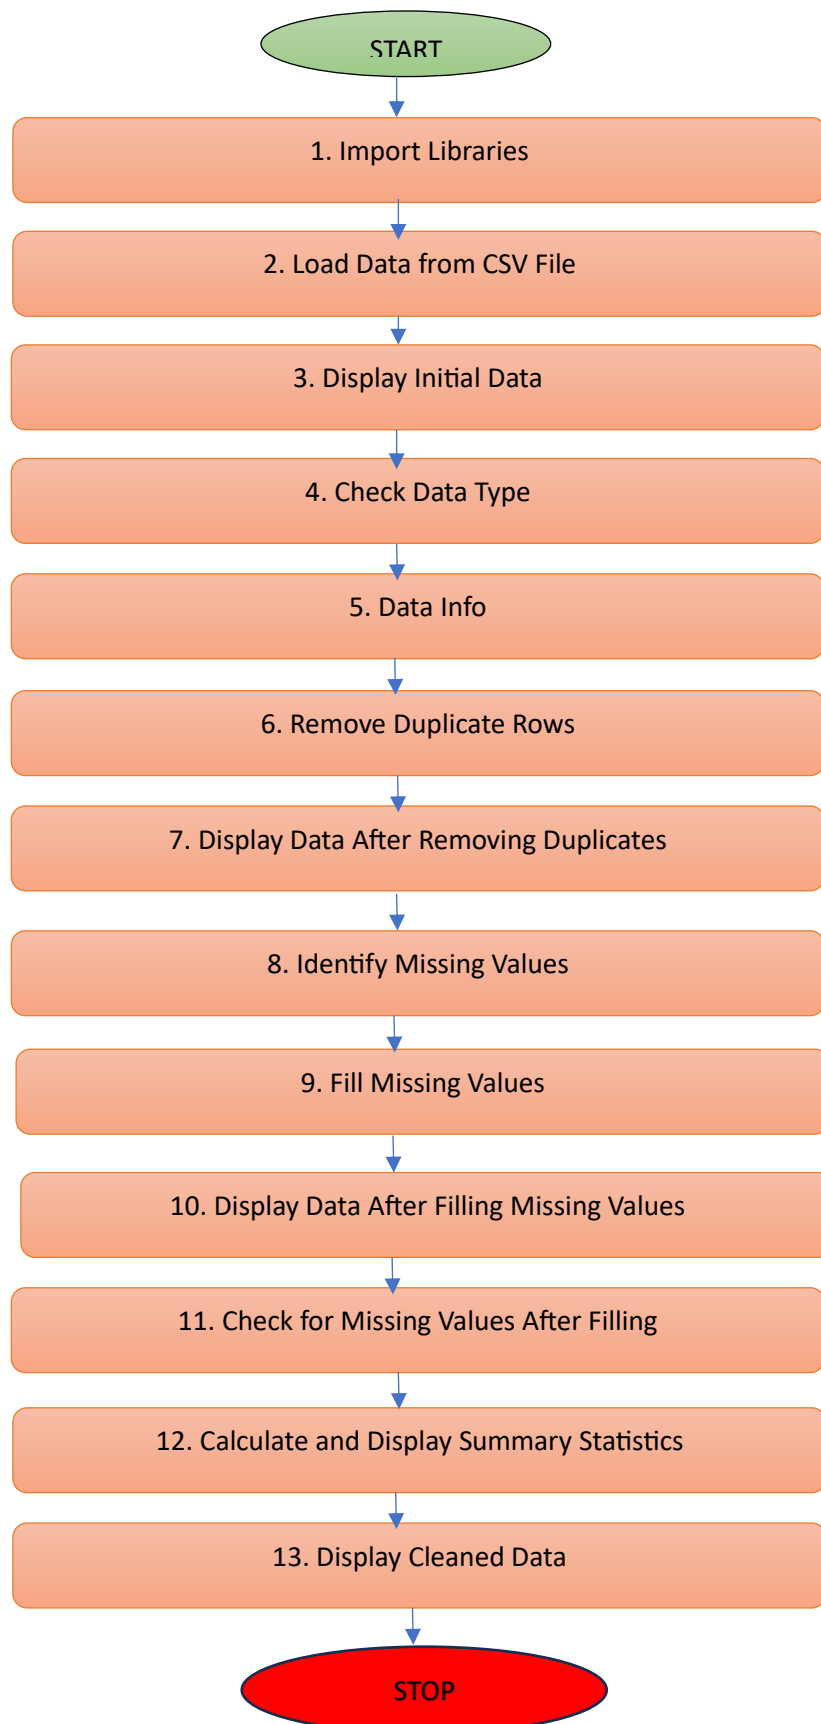 START
1. Import Libraries
2. Load Data from CSV File
3. Display Initial Data
4. Check Data Type
5. Data Info
6. Remove Duplicate Rows
7. Display Data After Removing Duplicates
8. Identify Missing Values
9. Fill Missing Values
10. Display Data After Filling Missing Values
11. Check for Missing Values After Filling
12. Calculate and Display Summary Statistics
13. Display Cleaned Data
STOP